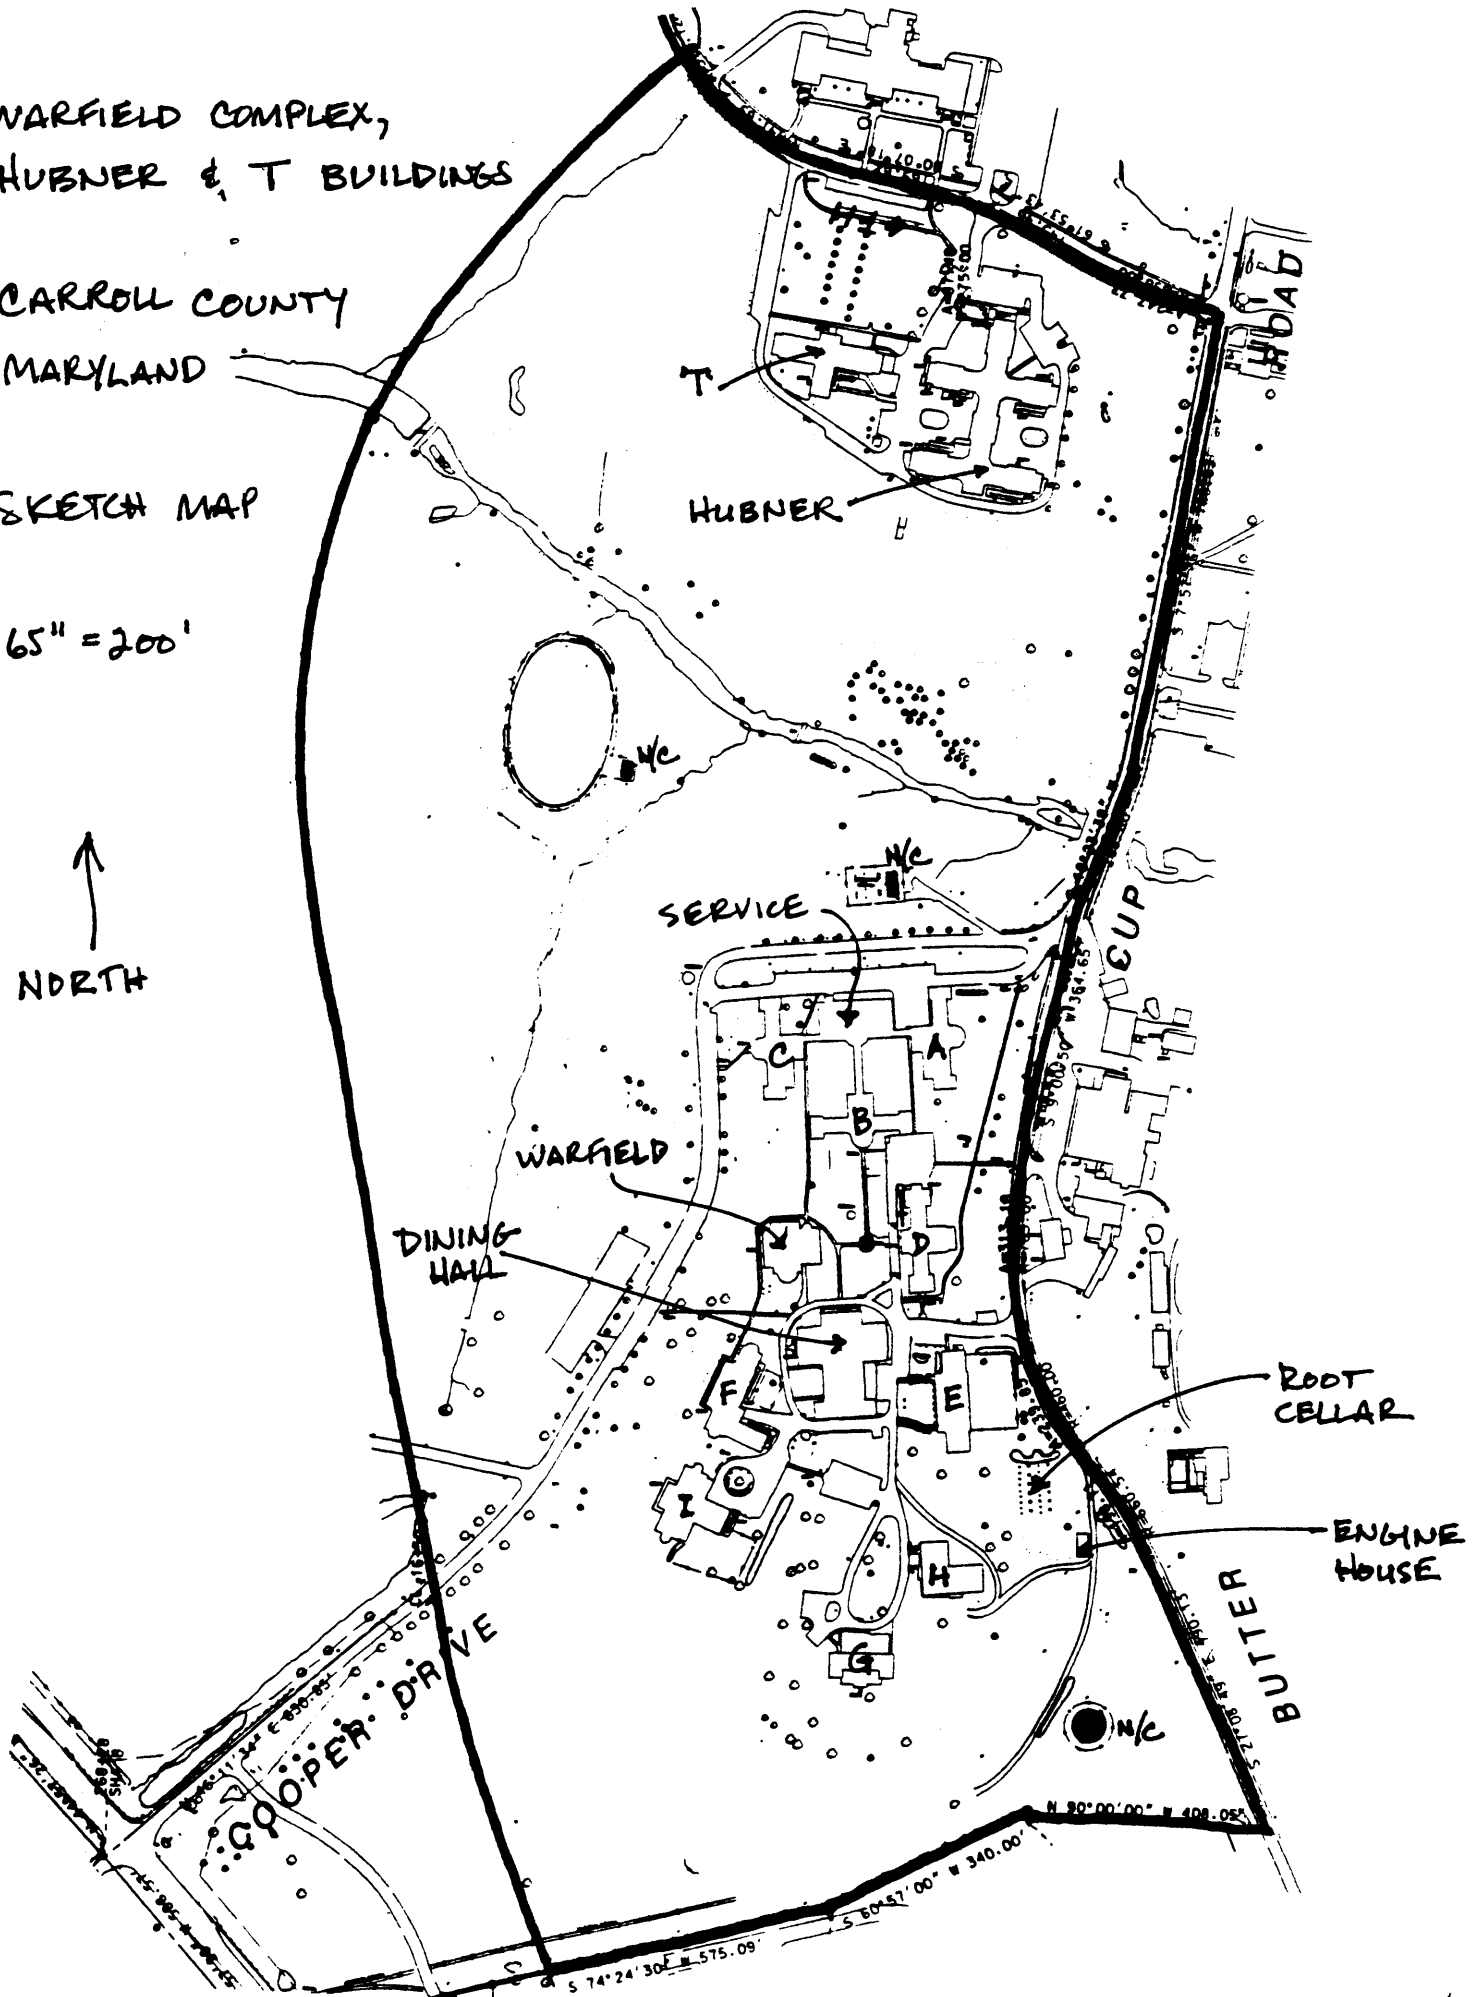 WARFIELD COMPLEX,
HUBNER & T BUILDINGS
CARROLL COUNTY
MARYLAND
SKETCH MAP
65" = 200'
NORTH
T
HUBNER
ROAD
N/C
N/C
SERVICE
CUP
C
A
B
WARFIELD
DINING
HALL
D
F
E
ROOT
CELLAR
I
H
ENGINE
HOUSE
G
BUTTER
N/C
COOPER DRIVE
N 90°00'00" W 408.05'
S 60°57'00" W 340.00'
S 74°24'30" W 575.09'